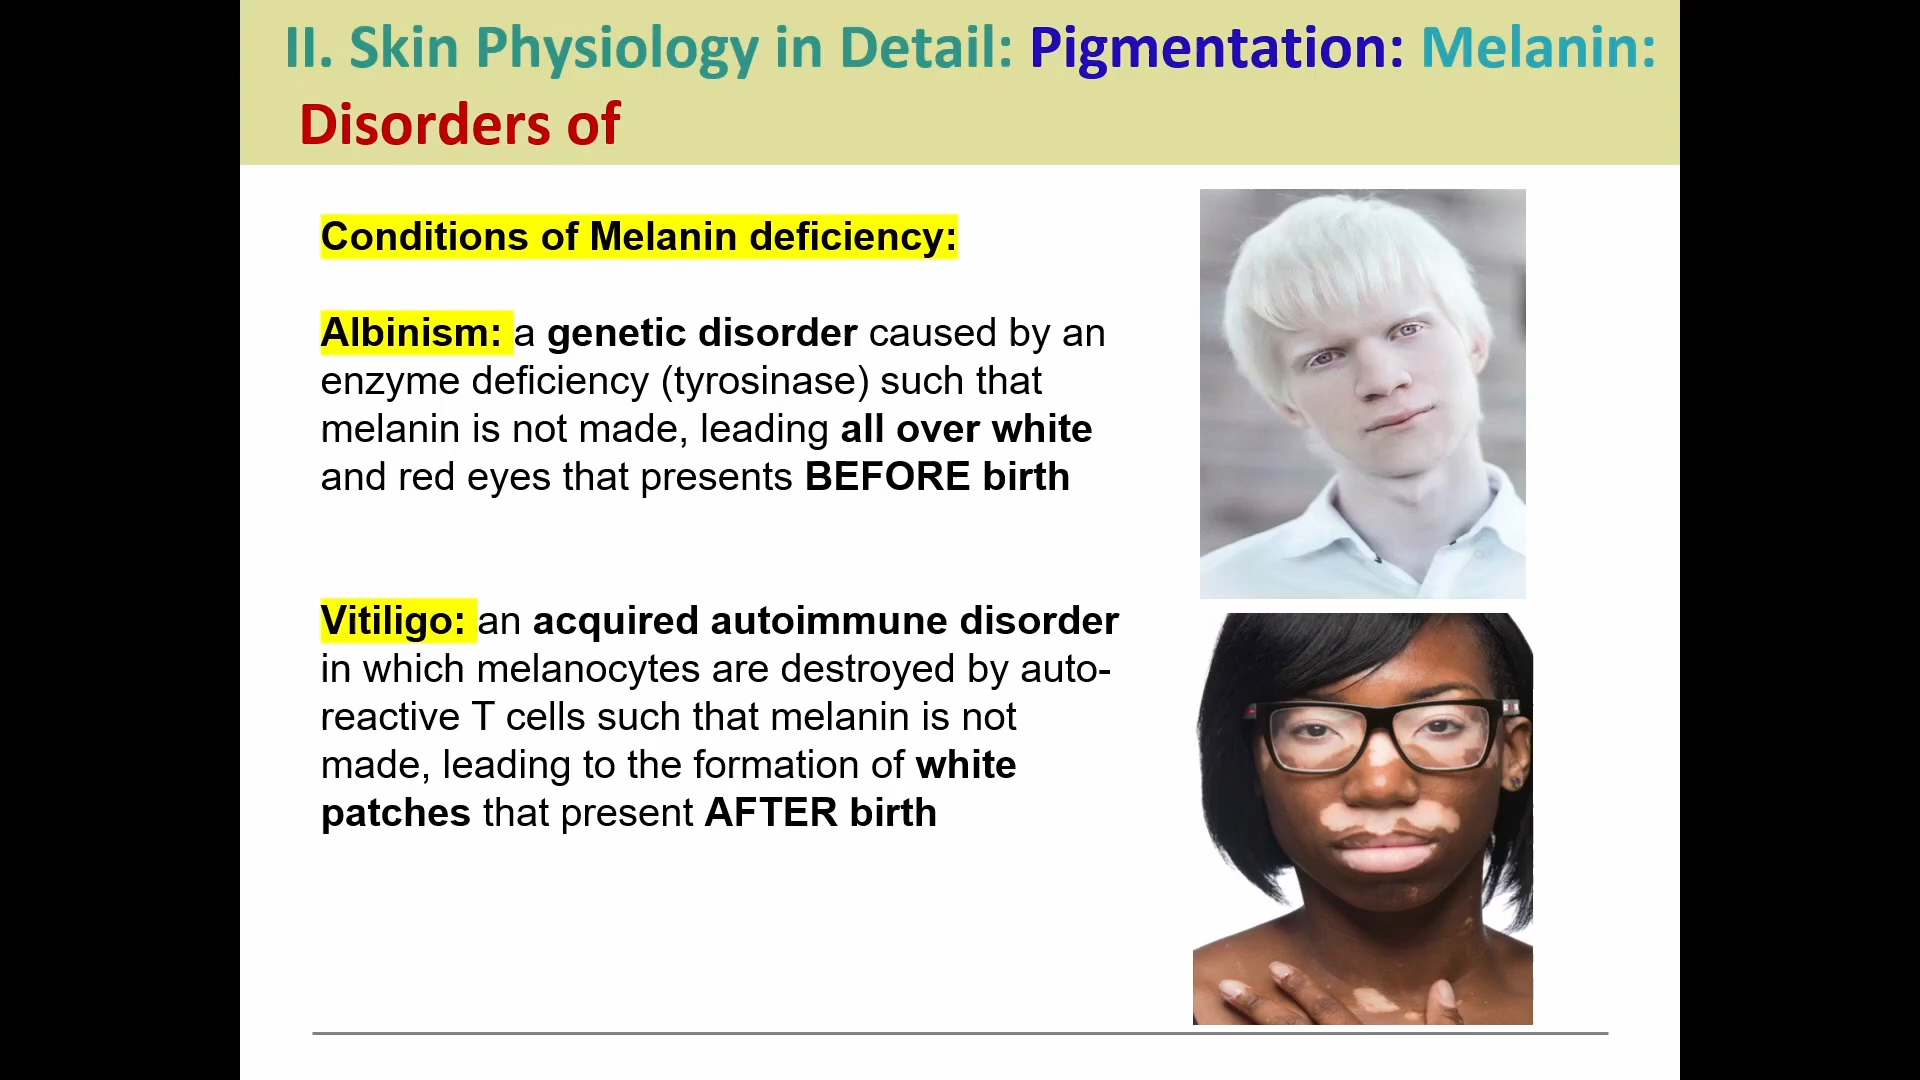 II. Skin Physiology in Detail: Pigmentation: Melanin:
Disorders of
Conditions of Melanin deficiency:
Albinism: a genetic disorder caused by an
enzyme deficiency (tyrosinase) such that
melanin is not made, leading all over white
and red eyes that presents BEFORE birth
Vitiligo: an acquired autoimmune disorder
in which melanocytes are destroyed by auto-
reactive T cells such that melanin is not
made, leading to the formation of white
patches that present AFTER birth